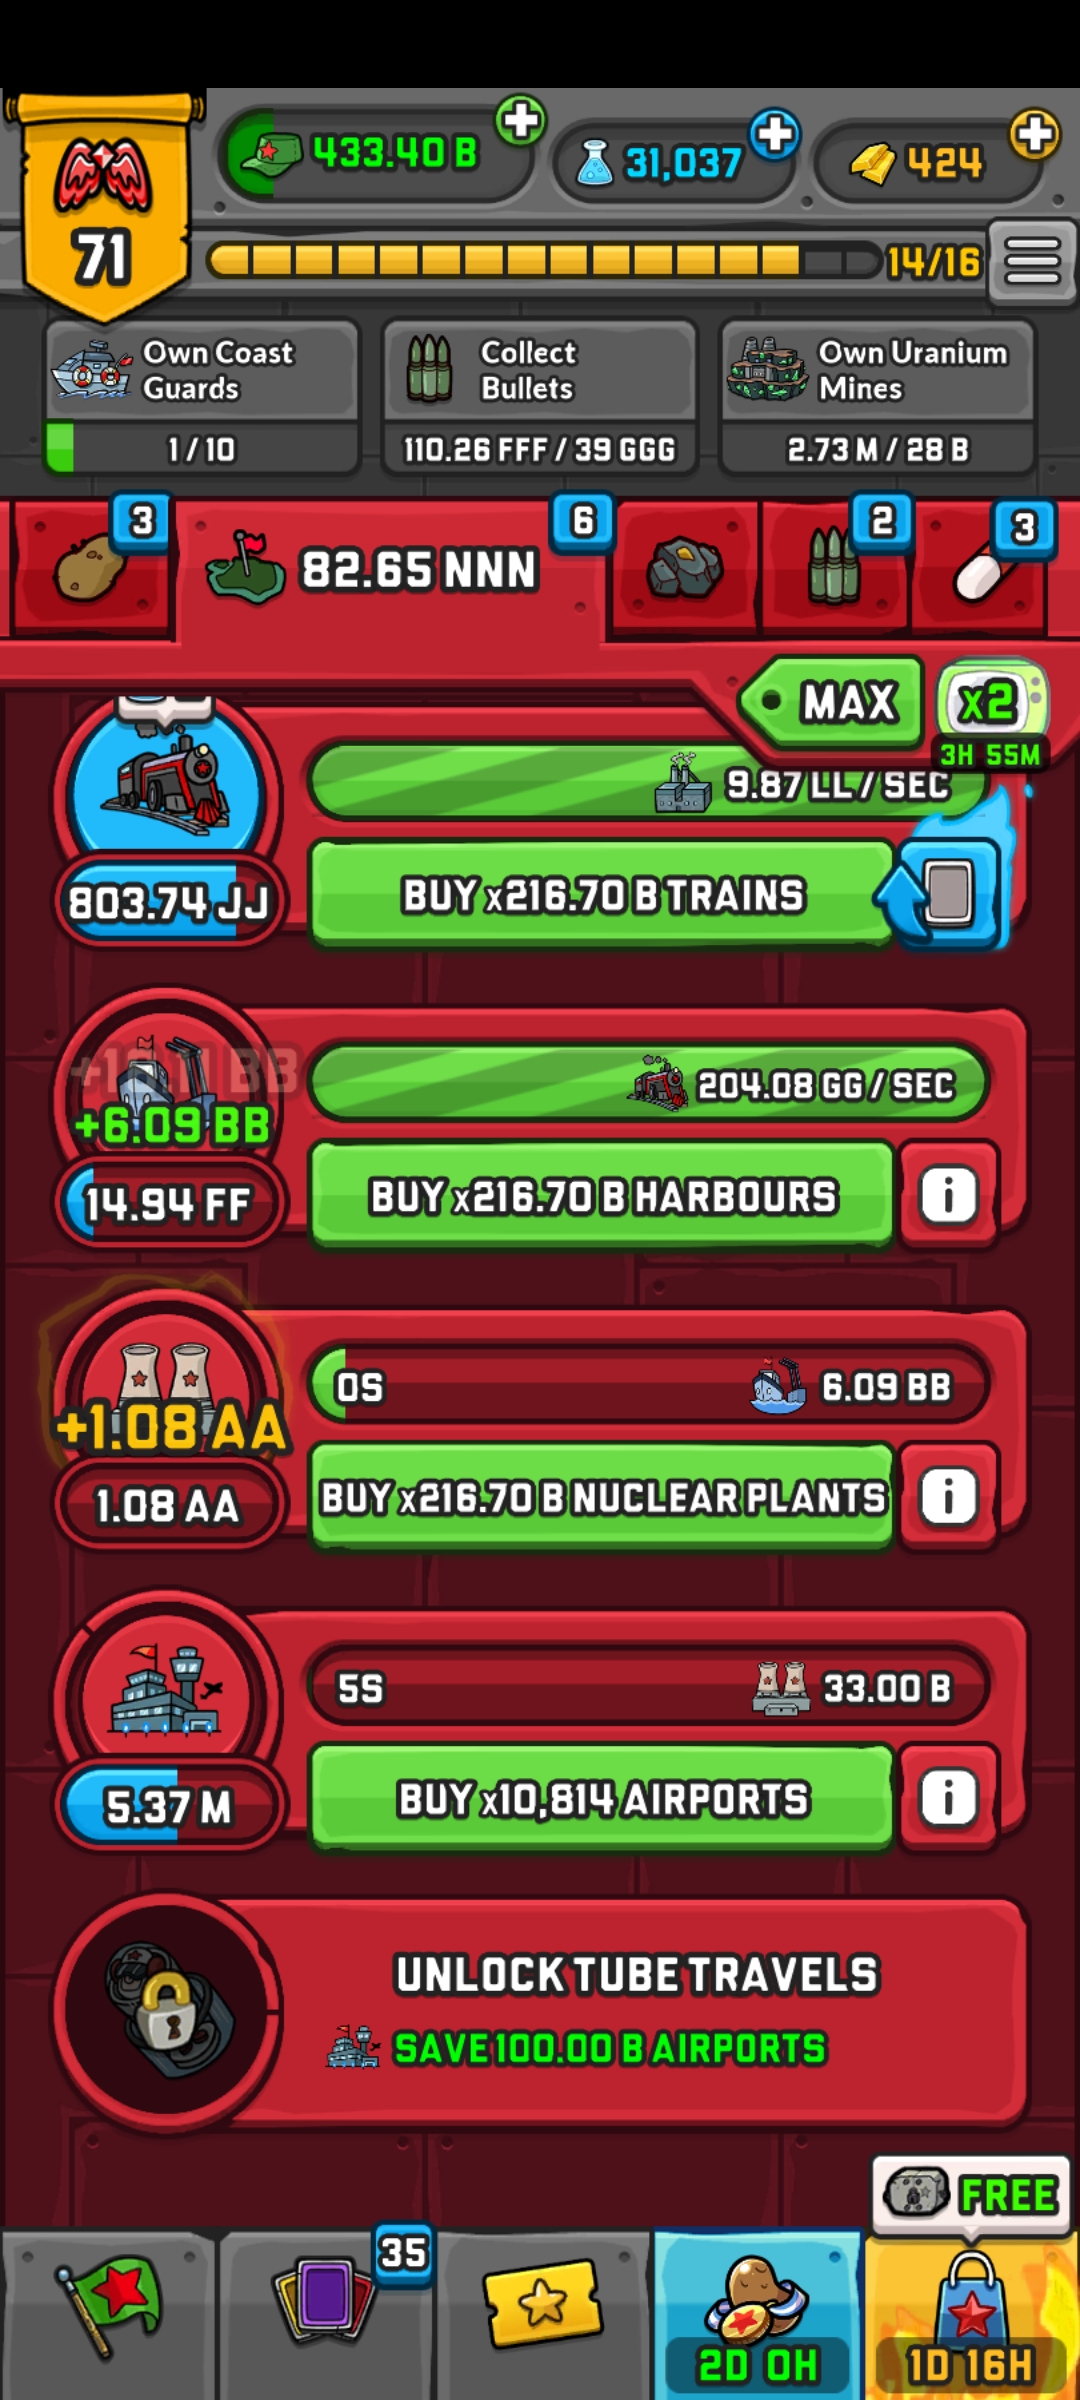 433.40 B
31,037
424
71
14/16
Own Coast
Guards
1/10
Collect
Bullets
110.26 FFF / 39 GGG
Own Uranium
Mines
2.73 M / 28 B
3
82.65 NNN
6
2
3
MAX
x2
3H 55M
9.87 LL / SEC
803.74 JJ
BUY x216.70 B TRAINS
+6.09 BB
204.08 GG / SEC
14.94 FF
BUY x216.70 B HARBOURS
i
+1.08 AA
0S
6.09 BB
1.08 AA
BUY x216.70 B NUCLEAR PLANTS
i
5S
33.00 B
5.37 M
BUY x10,814 AIRPORTS
i
UNLOCK TUBE TRAVELS
SAVE 100.00 B AIRPORTS
FREE
35
2D 0H
1D 16H